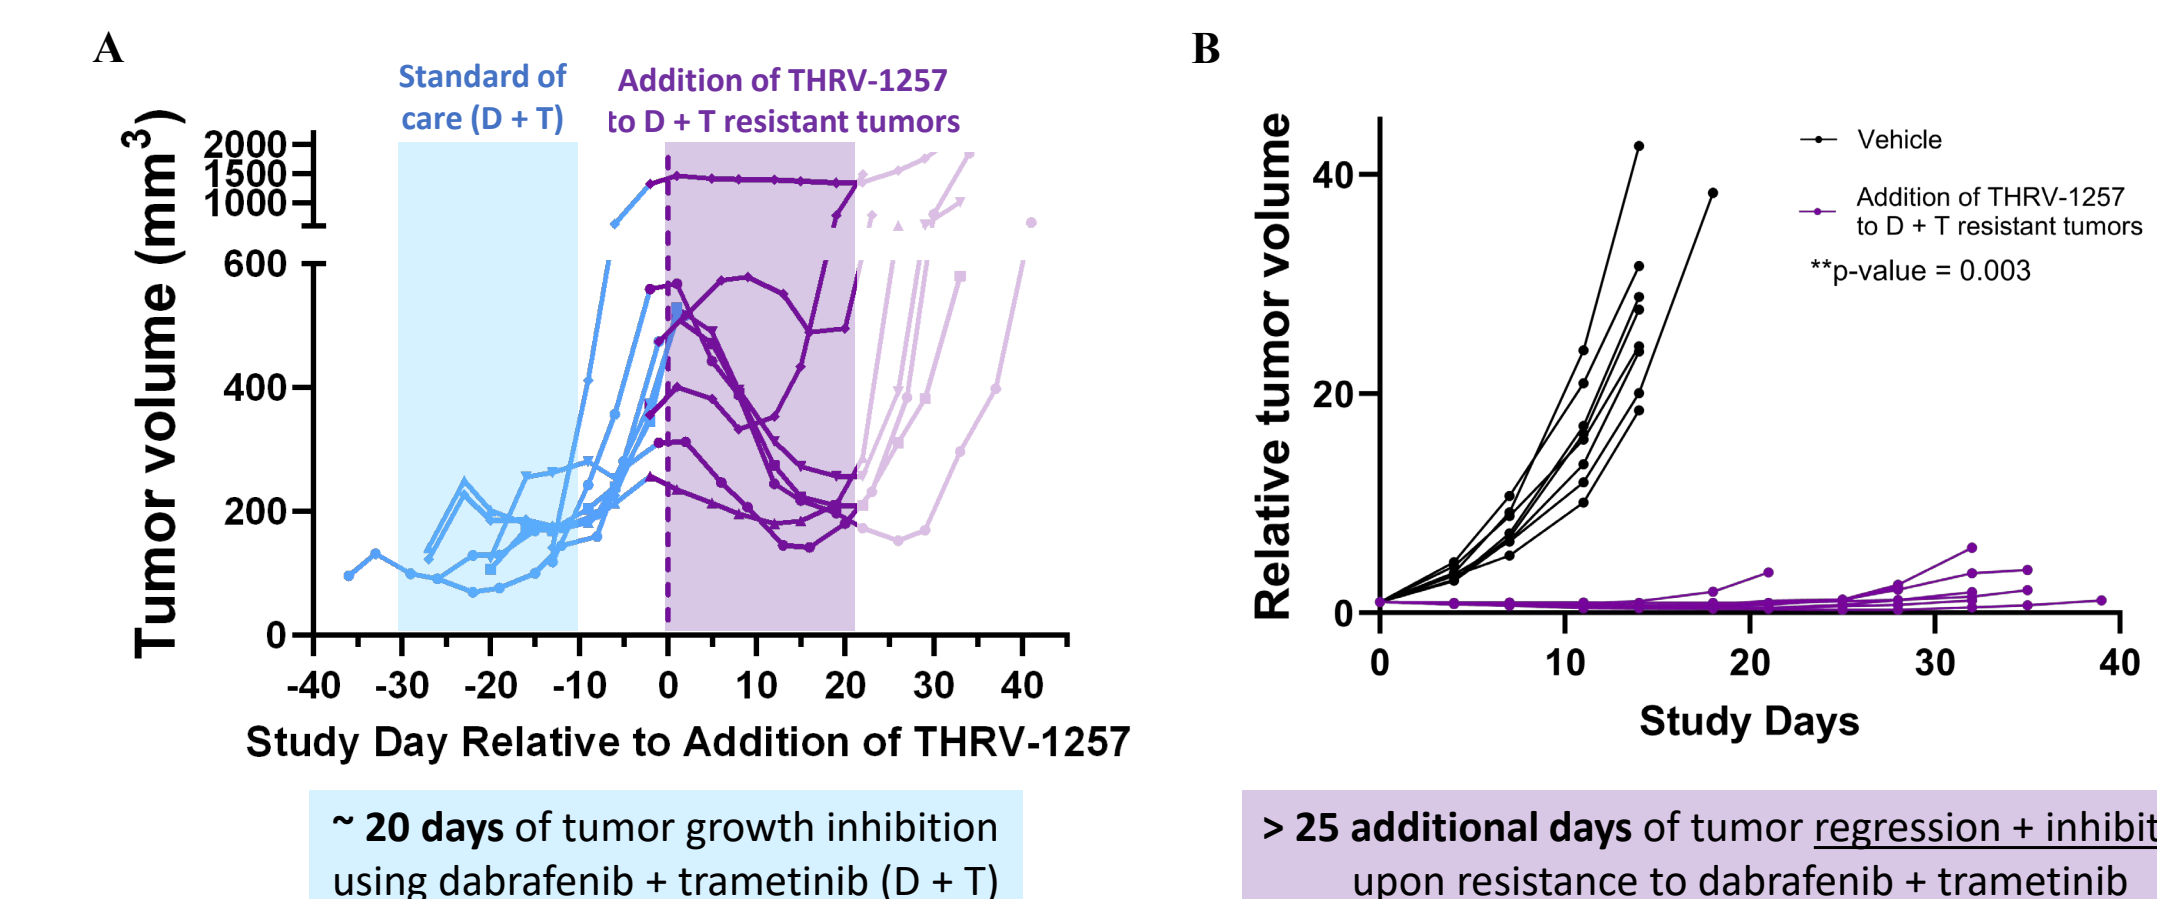 A
Standard of
care (D + T)
Addition of THRV-1257
to D + T resistant tumors
Tumor volume (mm3)
2000
1500
1000
600
400
200
0
-40 -30 -20 -10 0 10 20 30 40
Study Day Relative to Addition of THRV-1257
~ 20 days of tumor growth inhibition
using dabrafenib + trametinib (D + T)
B
Relative tumor volume
40
20
0
0 10 20 30 40
Study Days
Vehicle
Addition of THRV-1257
to D + T resistant tumors
**p-value = 0.003
> 25 additional days of tumor regression + inhibit
upon resistance to dabrafenib + trametinib